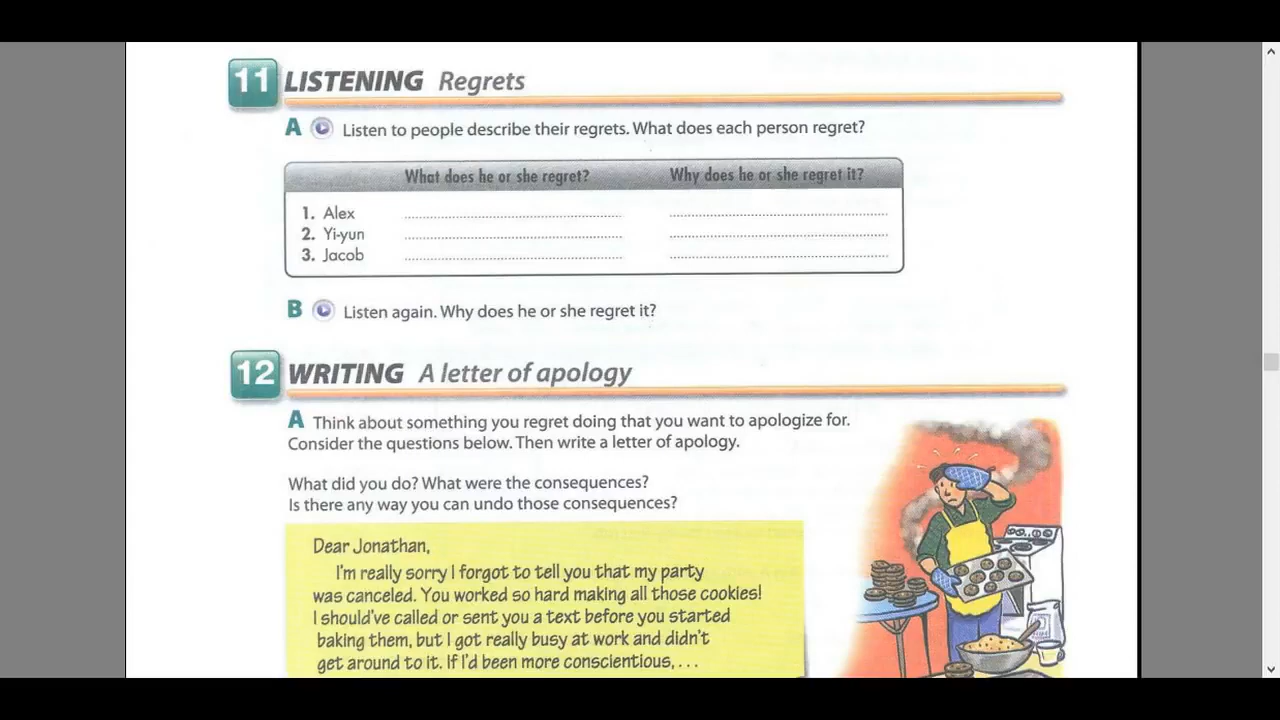 11 LISTENING Regrets
A Listen to people describe their regrets. What does each person regret?
What does he or she regret? Why does he or she regret it?
1. Alex
2. Yi-yun
3. Jacob
B Listen again. Why does he or she regret it?
12 WRITING A letter of apology
A Think about something you regret doing that you want to apologize for.
Consider the questions below. Then write a letter of apology.
What did you do? What were the consequences?
Is there any way you can undo those consequences?
Dear Jonathan,
I'm really sorry I forgot to tell you that my party
was canceled. You worked so hard making all those cookies!
I should've called or sent you a text before you started
baking them, but I got really busy at work and didn't
get around to it. If I'd been more conscientious, . . .